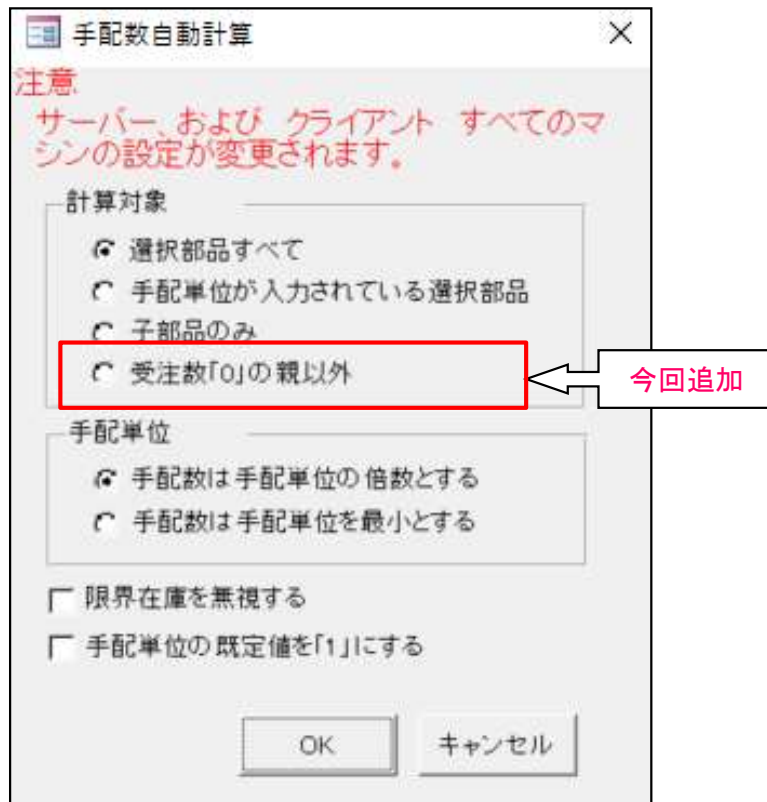 手配数自動計算
注意
サーバー、および クライアント すべてのマ
シンの設定が変更されます。
計算対象
選択部品すべて
手配単位が入力されている選択部品
子部品のみ
受注数「0」の親以外
今回追加
手配単位
手配数は手配単位の倍数とする
手配数は手配単位を最小とする
限界在庫を無視する
手配単位の既定値を「1」にする
OK
キャンセル